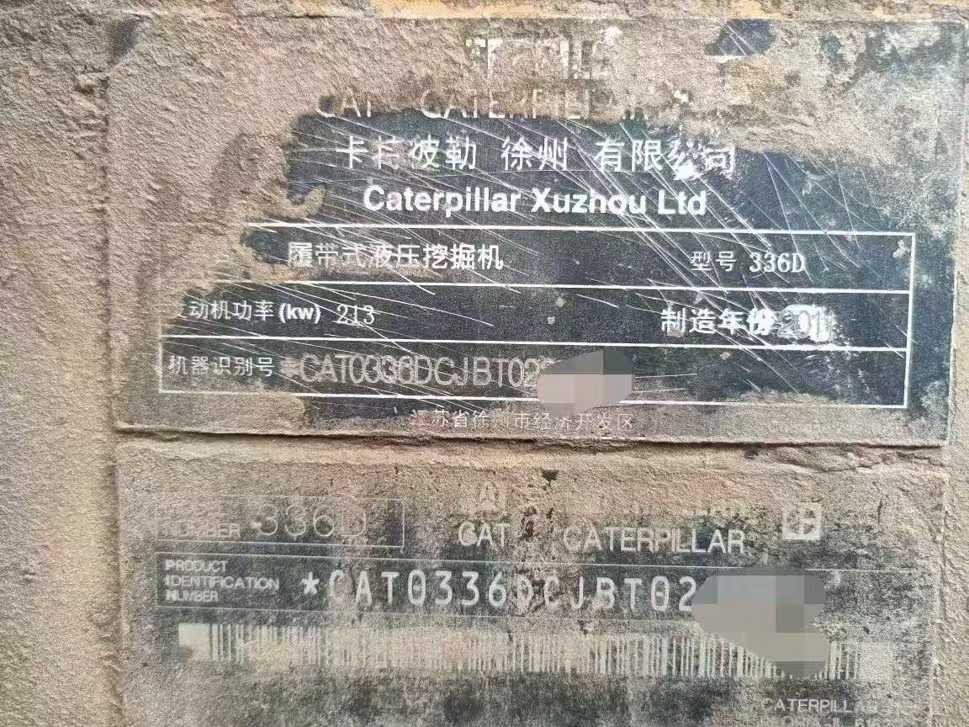 CAT CATERPILLAR
卡特彼勒 徐州 有限公司
Caterpillar Xuzhou Ltd
履带式液压挖掘机 型号 336D
发动机功率(kw) 213 制造年份 201
机器识别号 *CAT0336DCJBT02
江苏省徐州市经济开发区
NUMBER 336D
CAT CATERPILLAR
PRODUCT
IDENTIFICATION
NUMBER
*CAT0336DCJBT02
CATERPILLAR